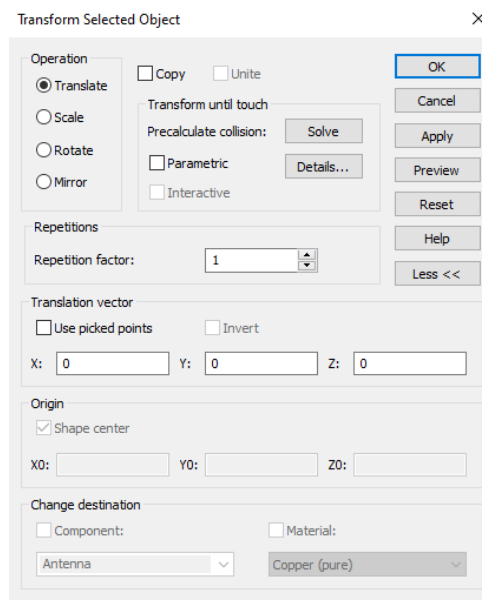 Transform Selected Object
Operation
Translate
Scale
Rotate
Mirror
Copy Unite
Transform until touch
Precalculate collision: Solve
Parametric Details...
Interactive
OK
Cancel
Apply
Preview
Reset
Help
Less <<
Repetitions
Repetition factor: 1
Translation vector
Use picked points Invert
X: 0 Y: 0 Z: 0
Origin
Shape center
X0: Y0: Z0:
Change destination
Component: Material:
Antenna Copper (pure)